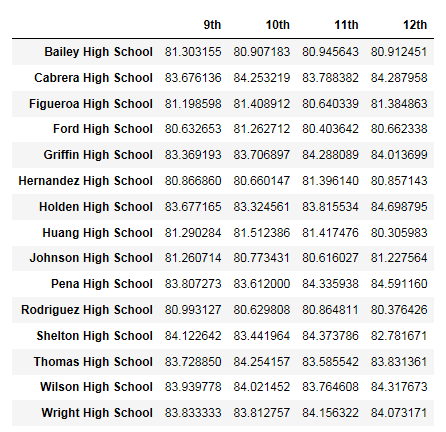 9th 10th 11th 12th
Bailey High School 81.303155 80.907183 80.945643 80.912451
Cabrera High School 83.676136 84.253219 83.788382 84.287958
Figueroa High School 81.198598 81.408912 80.640339 81.384863
Ford High School 80.632653 81.262712 80.403642 80.662338
Griffin High School 83.369193 83.706897 84.288089 84.013699
Hernandez High School 80.866860 80.660147 81.396140 80.857143
Holden High School 83.677165 83.324561 83.815534 84.698795
Huang High School 81.290284 81.512386 81.417476 80.305983
Johnson High School 81.260714 80.773431 80.616027 81.227564
Pena High School 83.807273 83.612000 84.335938 84.591160
Rodriguez High School 80.993127 80.629808 80.864811 80.376426
Shelton High School 84.122642 83.441964 84.373786 82.781671
Thomas High School 83.728850 84.254157 83.585542 83.831361
Wilson High School 83.939778 84.021452 83.764608 84.317673
Wright High School 83.833333 83.812757 84.156322 84.073171